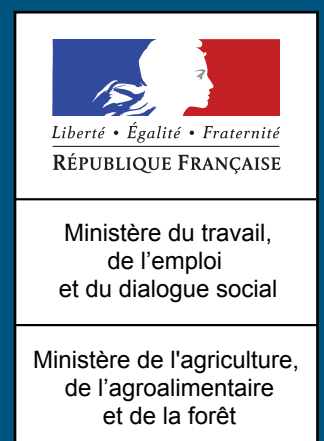 Liberté • Égalité • Fraternité
RÉPUBLIQUE FRANÇAISE
Ministère du travail,
de l’emploi
et du dialogue social
Ministère de l'agriculture,
de l’agroalimentaire
et de la forêt